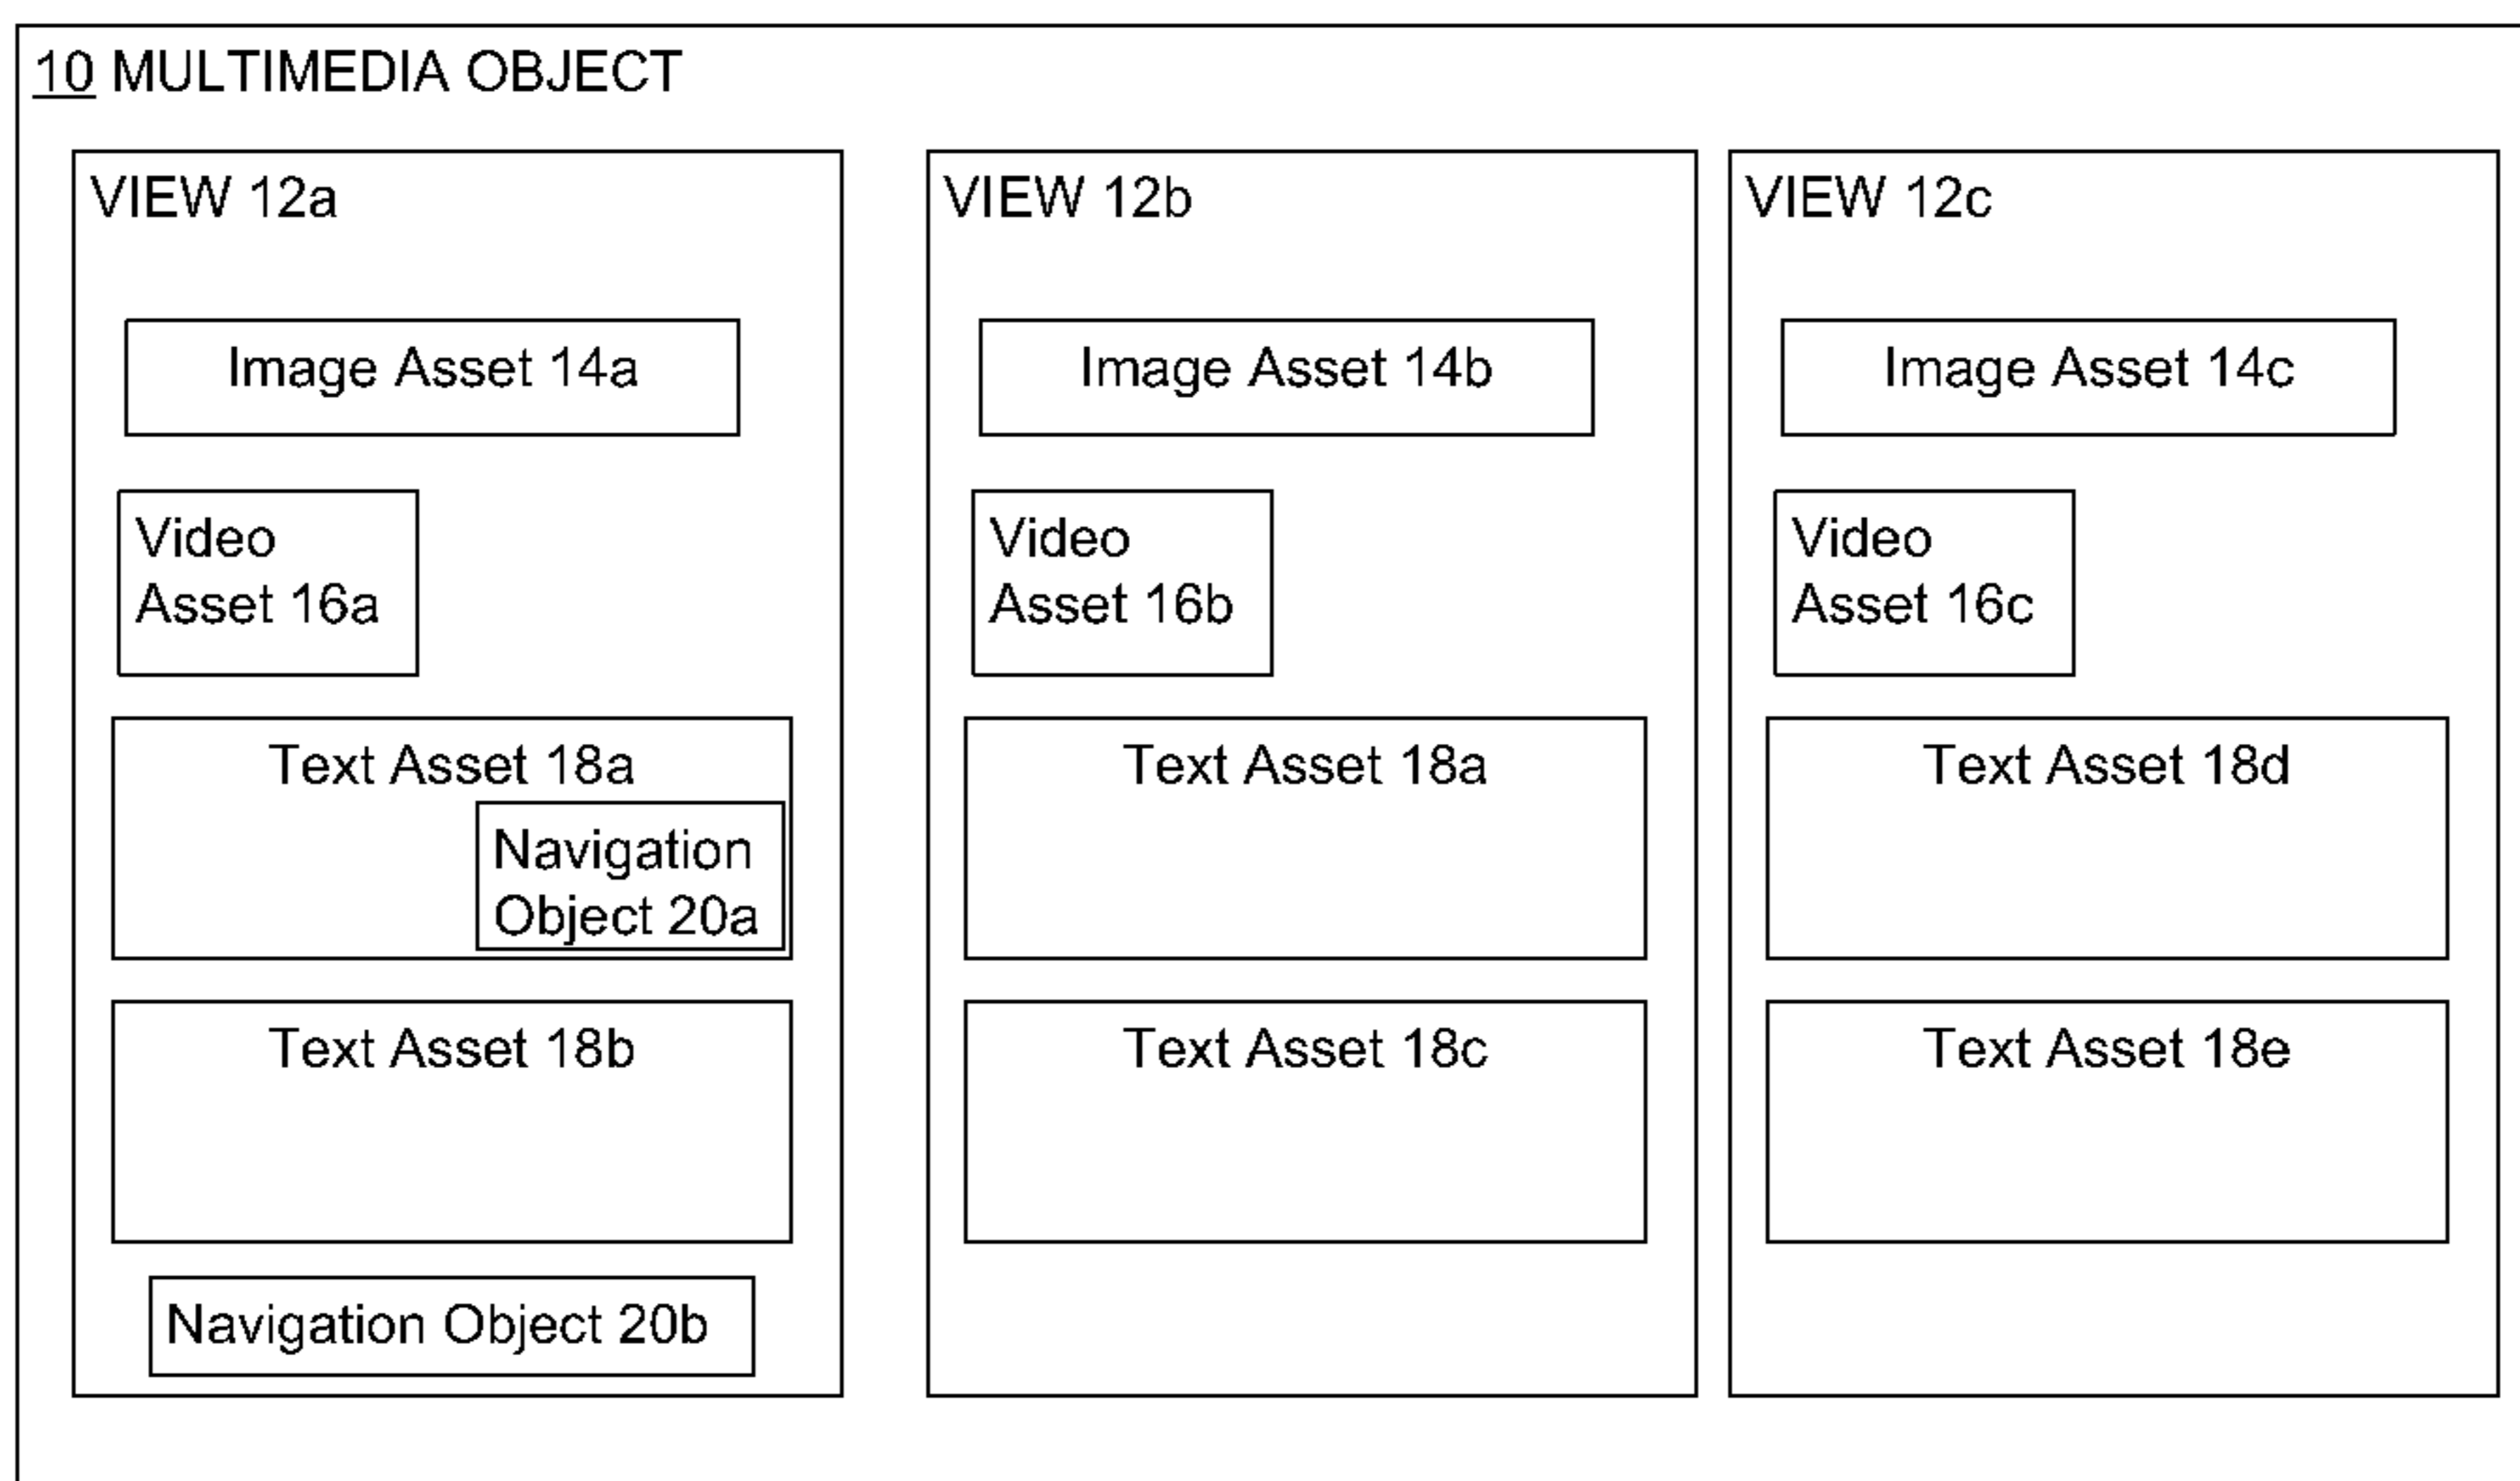 10 MULTIMEDIA OBJECT
VIEW 12a
Image Asset 14a
Video
Asset 16a
Text Asset 18a
Navigation
Object 20a
Text Asset 18b
Navigation Object 20b
VIEW 12b
Image Asset 14b
Video
Asset 16b
Text Asset 18a
Text Asset 18c
VIEW 12c
Image Asset 14c
Video
Asset 16c
Text Asset 18d
Text Asset 18e